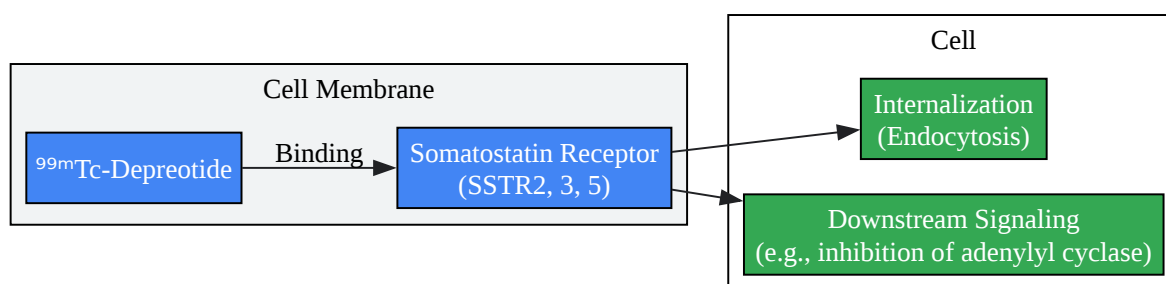 Cell
Cell Membrane
⁹⁹ᵐTc-Depreotide
Binding
Somatostatin Receptor
(SSTR2, 3, 5)
Internalization
(Endocytosis)
Downstream Signaling
(e.g., inhibition of adenylyl cyclase)